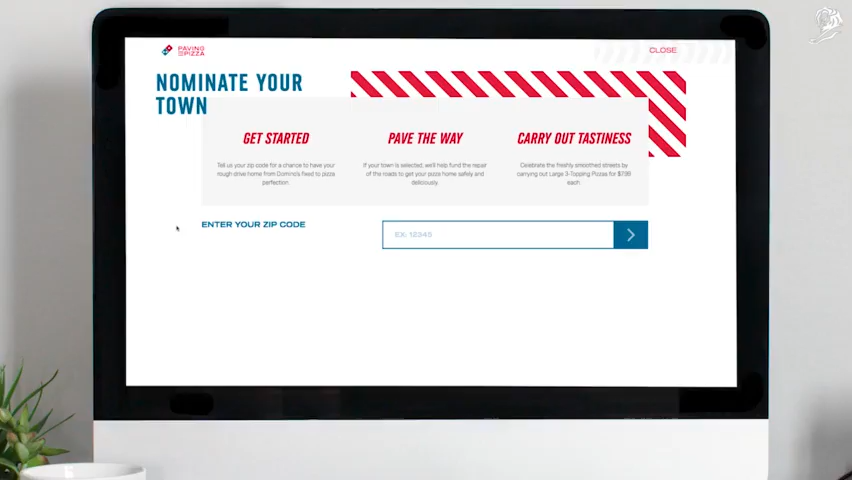 PAVING
FOR PIZZA
CLOSE
NOMINATE YOUR
TOWN
GET STARTED
Tell us your zip code for a chance to have your
rough drive home from Domino's fixed to pizza
perfection.
PAVE THE WAY
If your town is selected, we'll help fund the repair
of the roads to get your pizza home safely and
deliciously.
CARRY OUT TASTINESS
Celebrate the freshly smoothed streets by
carrying out Large 3-Topping Pizzas for $7.99
each
ENTER YOUR ZIP CODE
EX: 12345